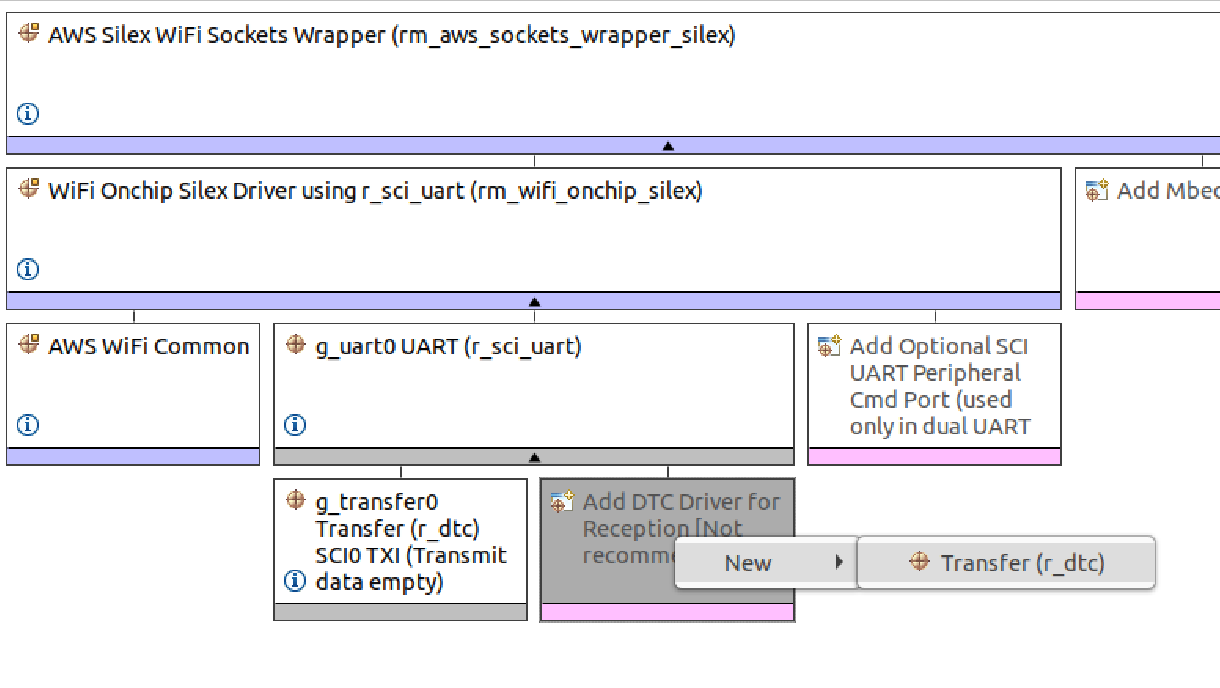 AWS Silex WiFi Sockets Wrapper (rm_aws_sockets_wrapper_silex)
WiFi Onchip Silex Driver using r_sci_uart (rm_wifi_onchip_silex)
Add Mbed
AWS WiFi Common
g_uart0 UART (r_sci_uart)
Add Optional SCI
UART Peripheral
Cmd Port (used
only in dual UART
g_transfer0
Transfer (r_dtc)
SCI0 TXI (Transmit
data empty)
Add DTC Driver for
Reception [Not
recomme
New
Transfer (r_dtc)